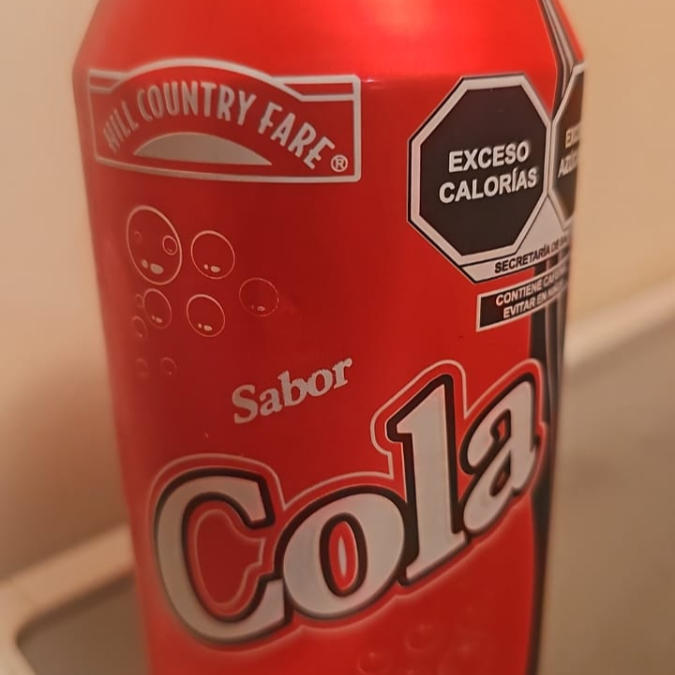 HILL COUNTRY FARE®
EXCESO
CALORÍAS
SECRETARÍA DE
CONTIENE
EVITAR EN
Sabor
Cola